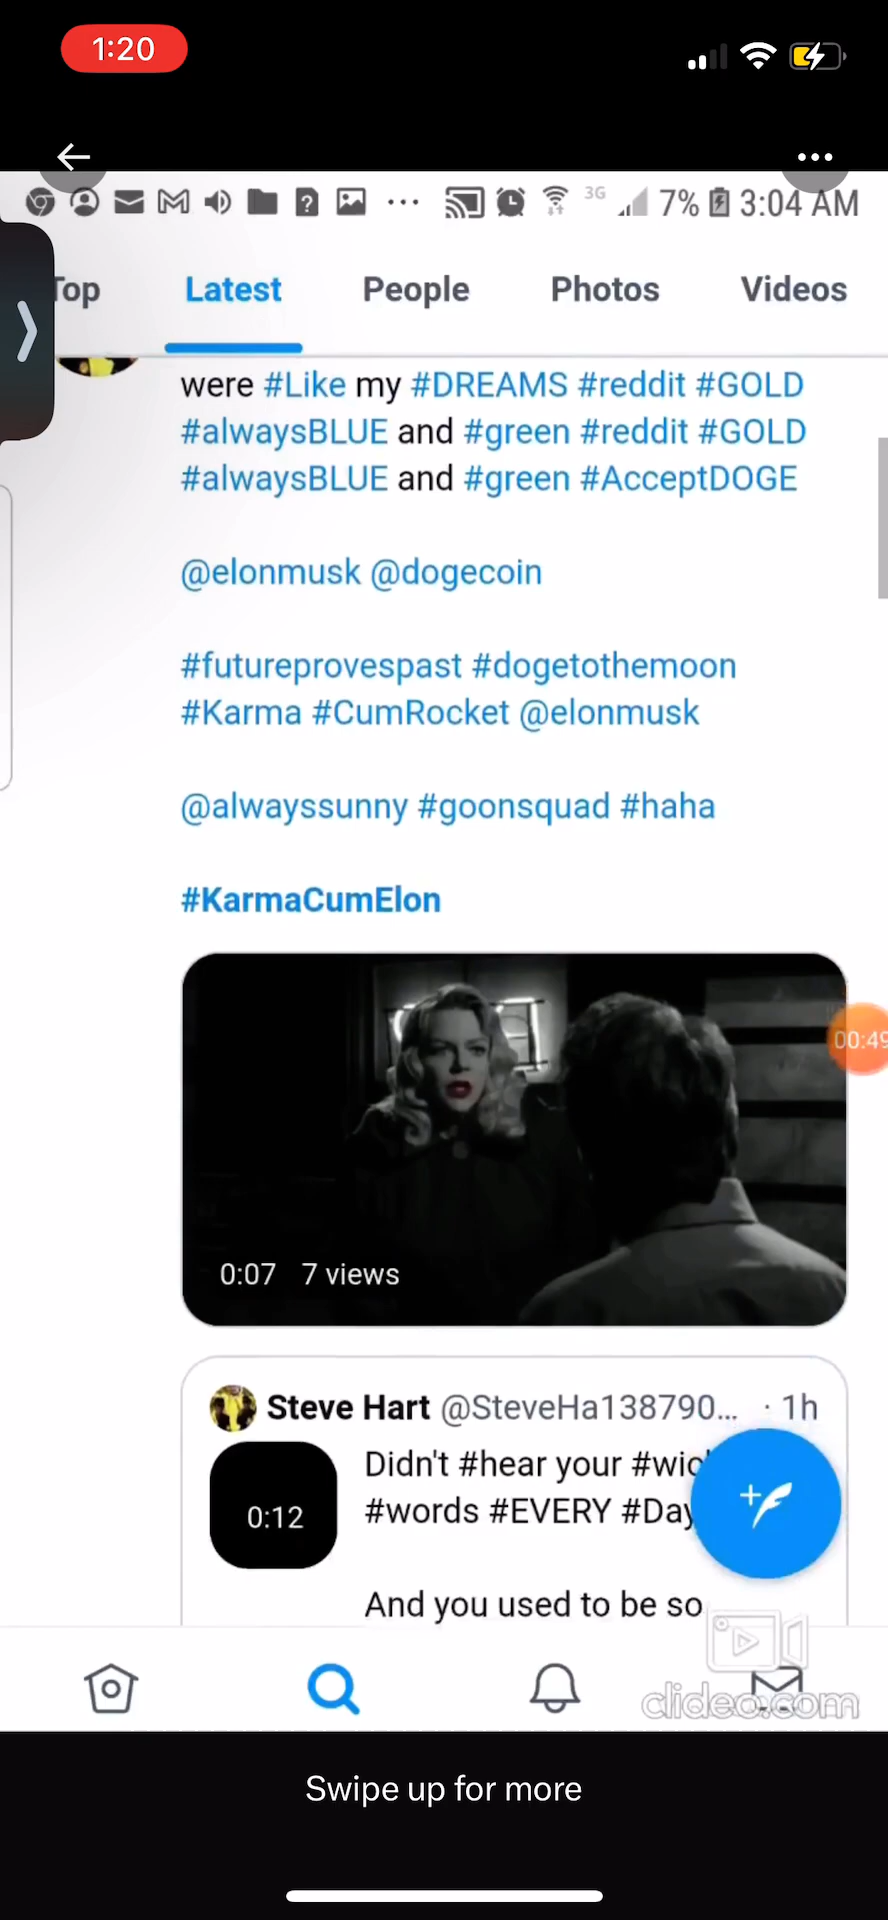 1:20
3G 7% 3:04 AM
Top Latest People Photos Videos
were #Like my #DREAMS #reddit #GOLD
#alwaysBLUE and #green #reddit #GOLD
#alwaysBLUE and #green #AcceptDOGE
@elonmusk @dogecoin
#futureprovespast #dogetothemoon
#Karma #CumRocket @elonmusk
@alwayssunny #goonsquad #haha
#KarmaCumElon
00:49
0:07 7 views
Steve Hart @SteveHa138790... · 1h
Didn't #hear your
#words #EVERY #Day
0:12
And you used to be so
clideo.com
Swipe up for more